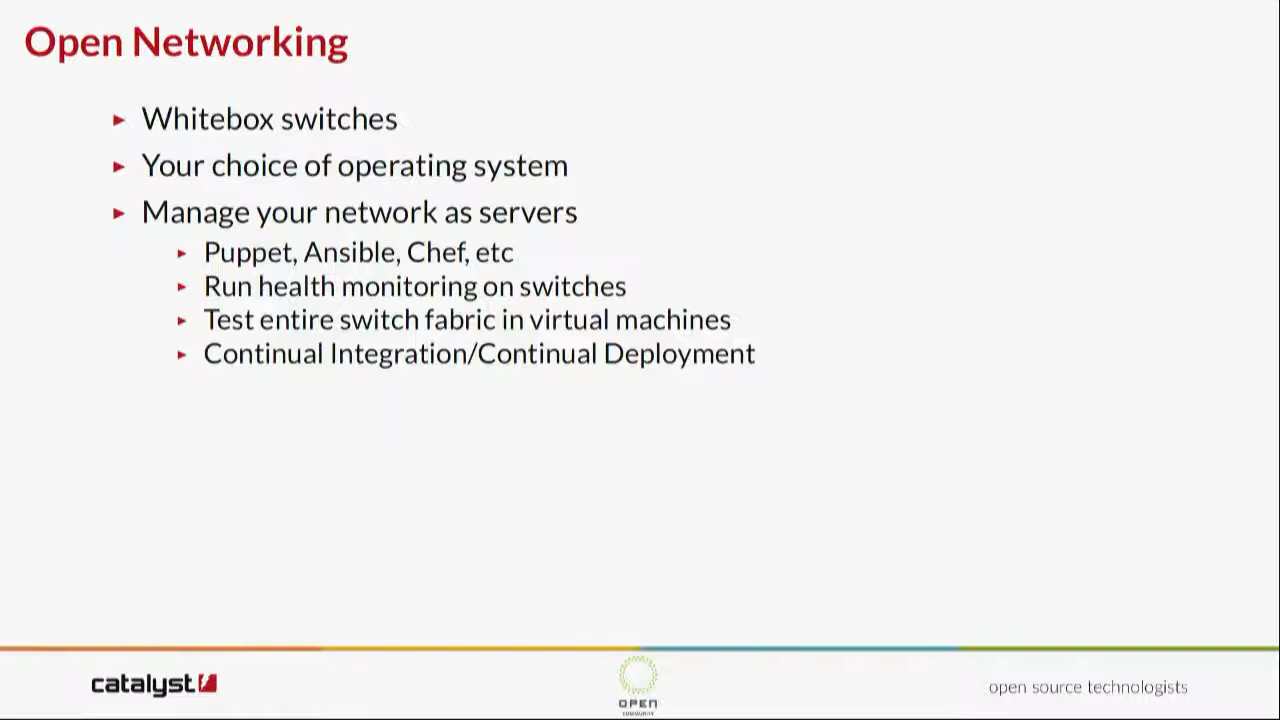 Open Networking
Whitebox switches
Your choice of operating system
Manage your network as servers
Puppet, Ansible, Chef, etc
Run health monitoring on switches
Test entire switch fabric in virtual machines
Continual Integration/Continual Deployment
catalyst
OPEN
COMMUNITY
open source technologists